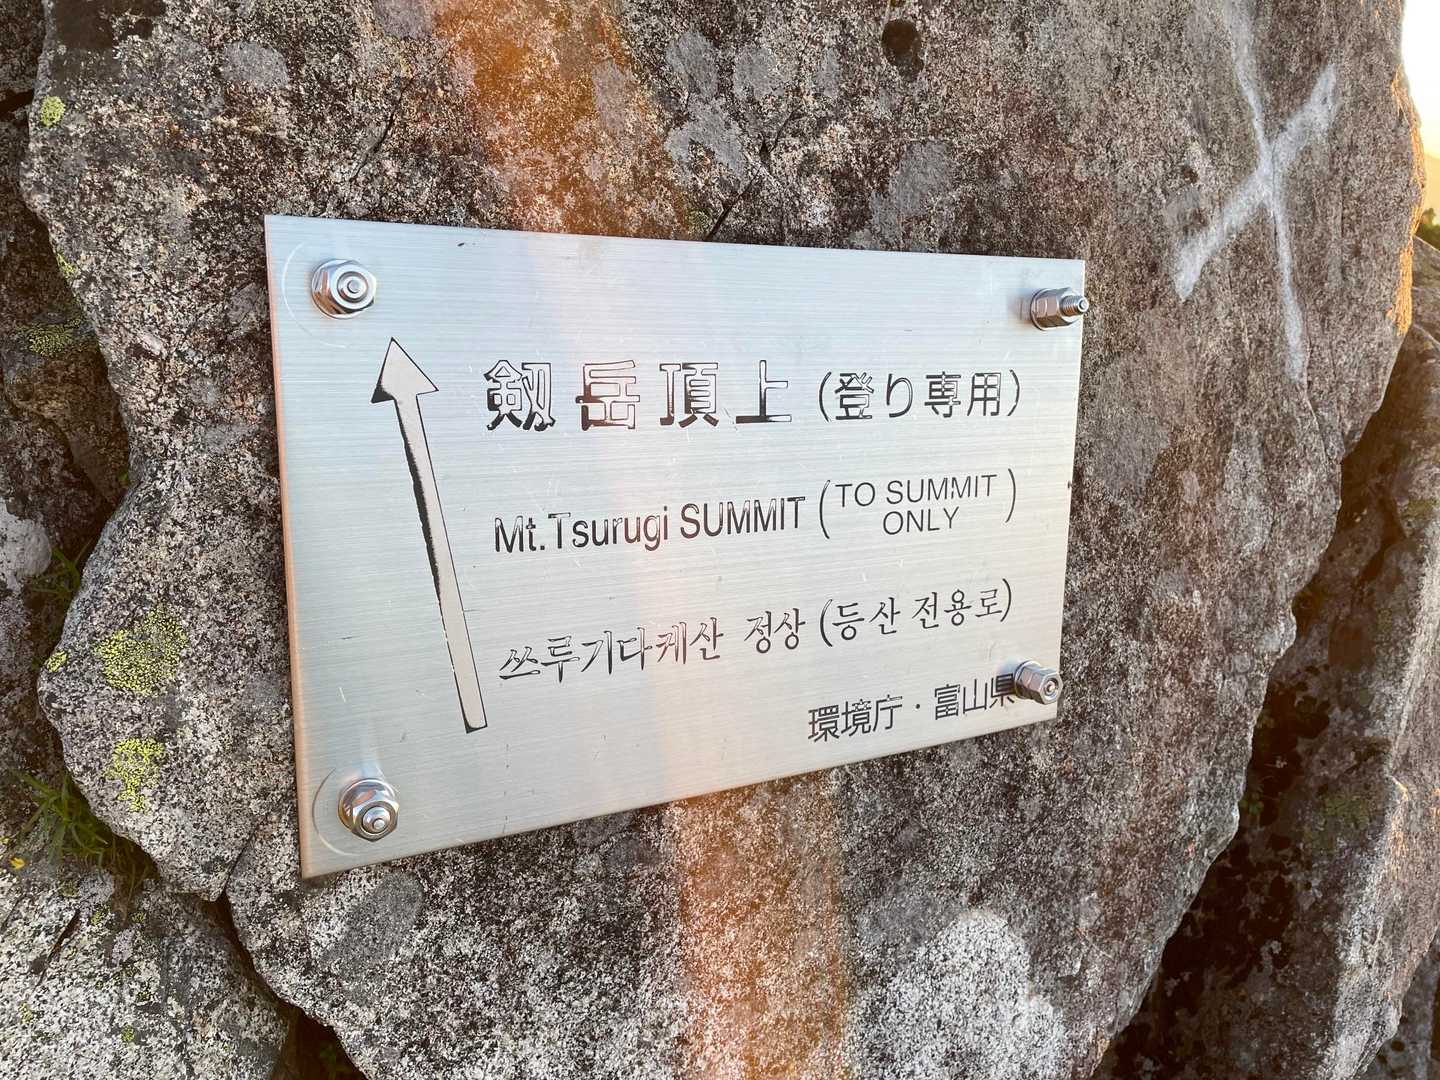 剱岳頂上(登り専用)
Mt.Tsurugi SUMMIT (TO SUMMIT ONLY)
쓰루기다케산 정상(등산 전용로)
環境庁・富山県